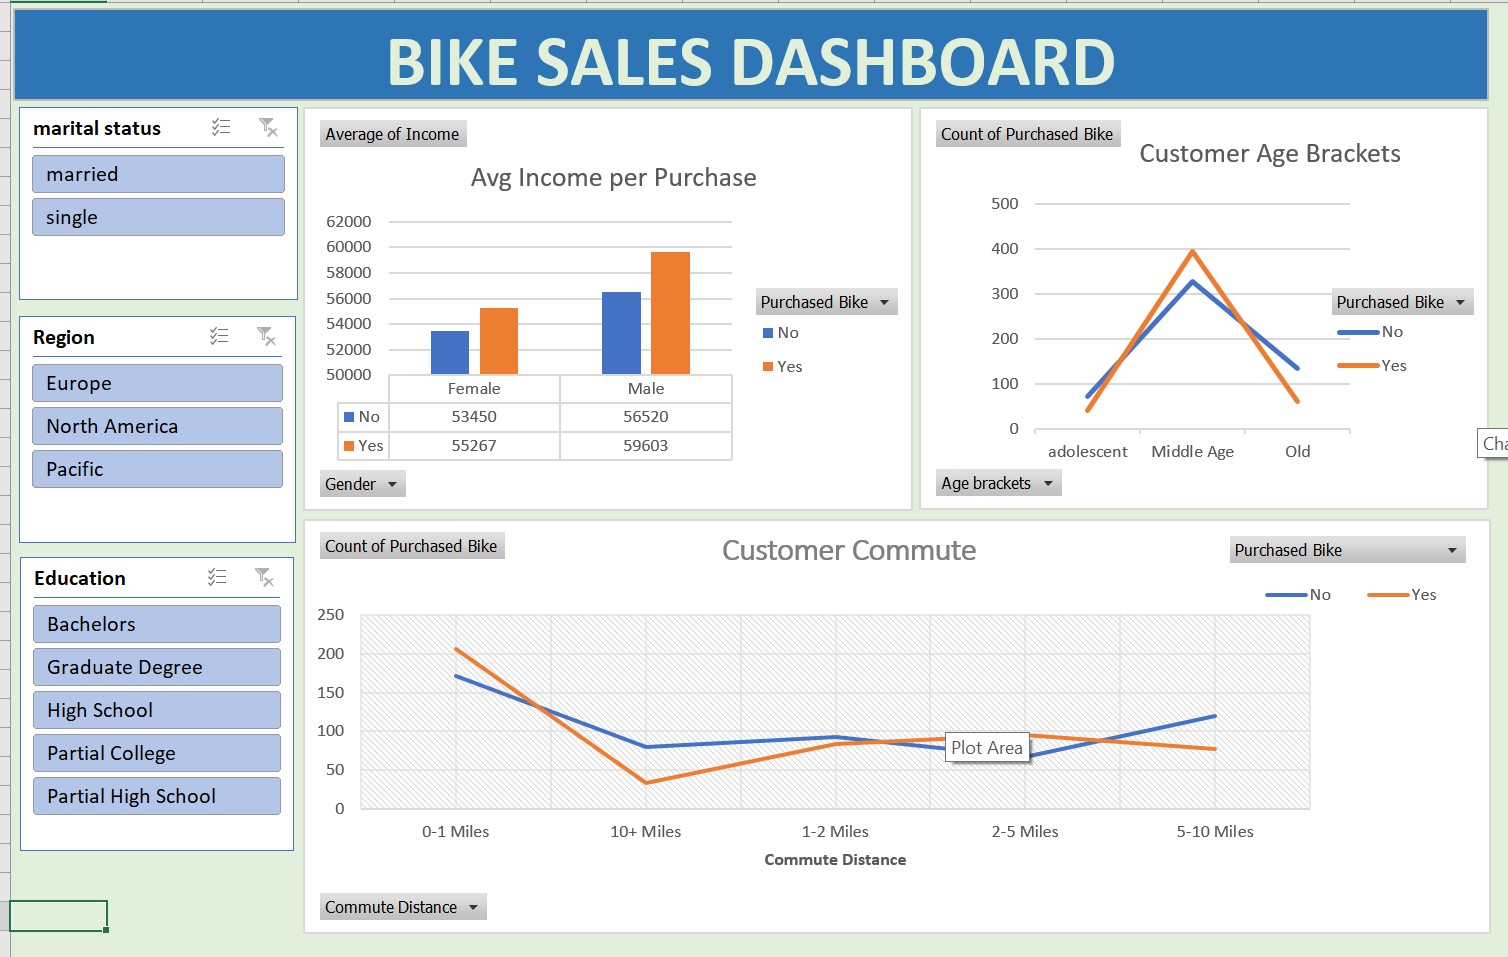 BIKE SALES DASHBOARD
marital status
married
single
Region
Europe
North America
Pacific
Education
Bachelors
Graduate Degree
High School
Partial College
Partial High School
Average of Income
Avg Income per Purchase
62000
60000
58000
56000
54000
52000
50000
Female Male
No 53450 56520
Yes 55267 59603
Purchased Bike
No
Yes
Gender
Count of Purchased Bike
Customer Age Brackets
500
400
300
200
100
0
adolescent Middle Age Old
Purchased Bike
No
Yes
Age brackets
Cha
Count of Purchased Bike
Customer Commute
Purchased Bike
No Yes
250
200
150
100
50
0
Plot Area
0-1 Miles 10+ Miles 1-2 Miles 2-5 Miles 5-10 Miles
Commute Distance
Commute Distance